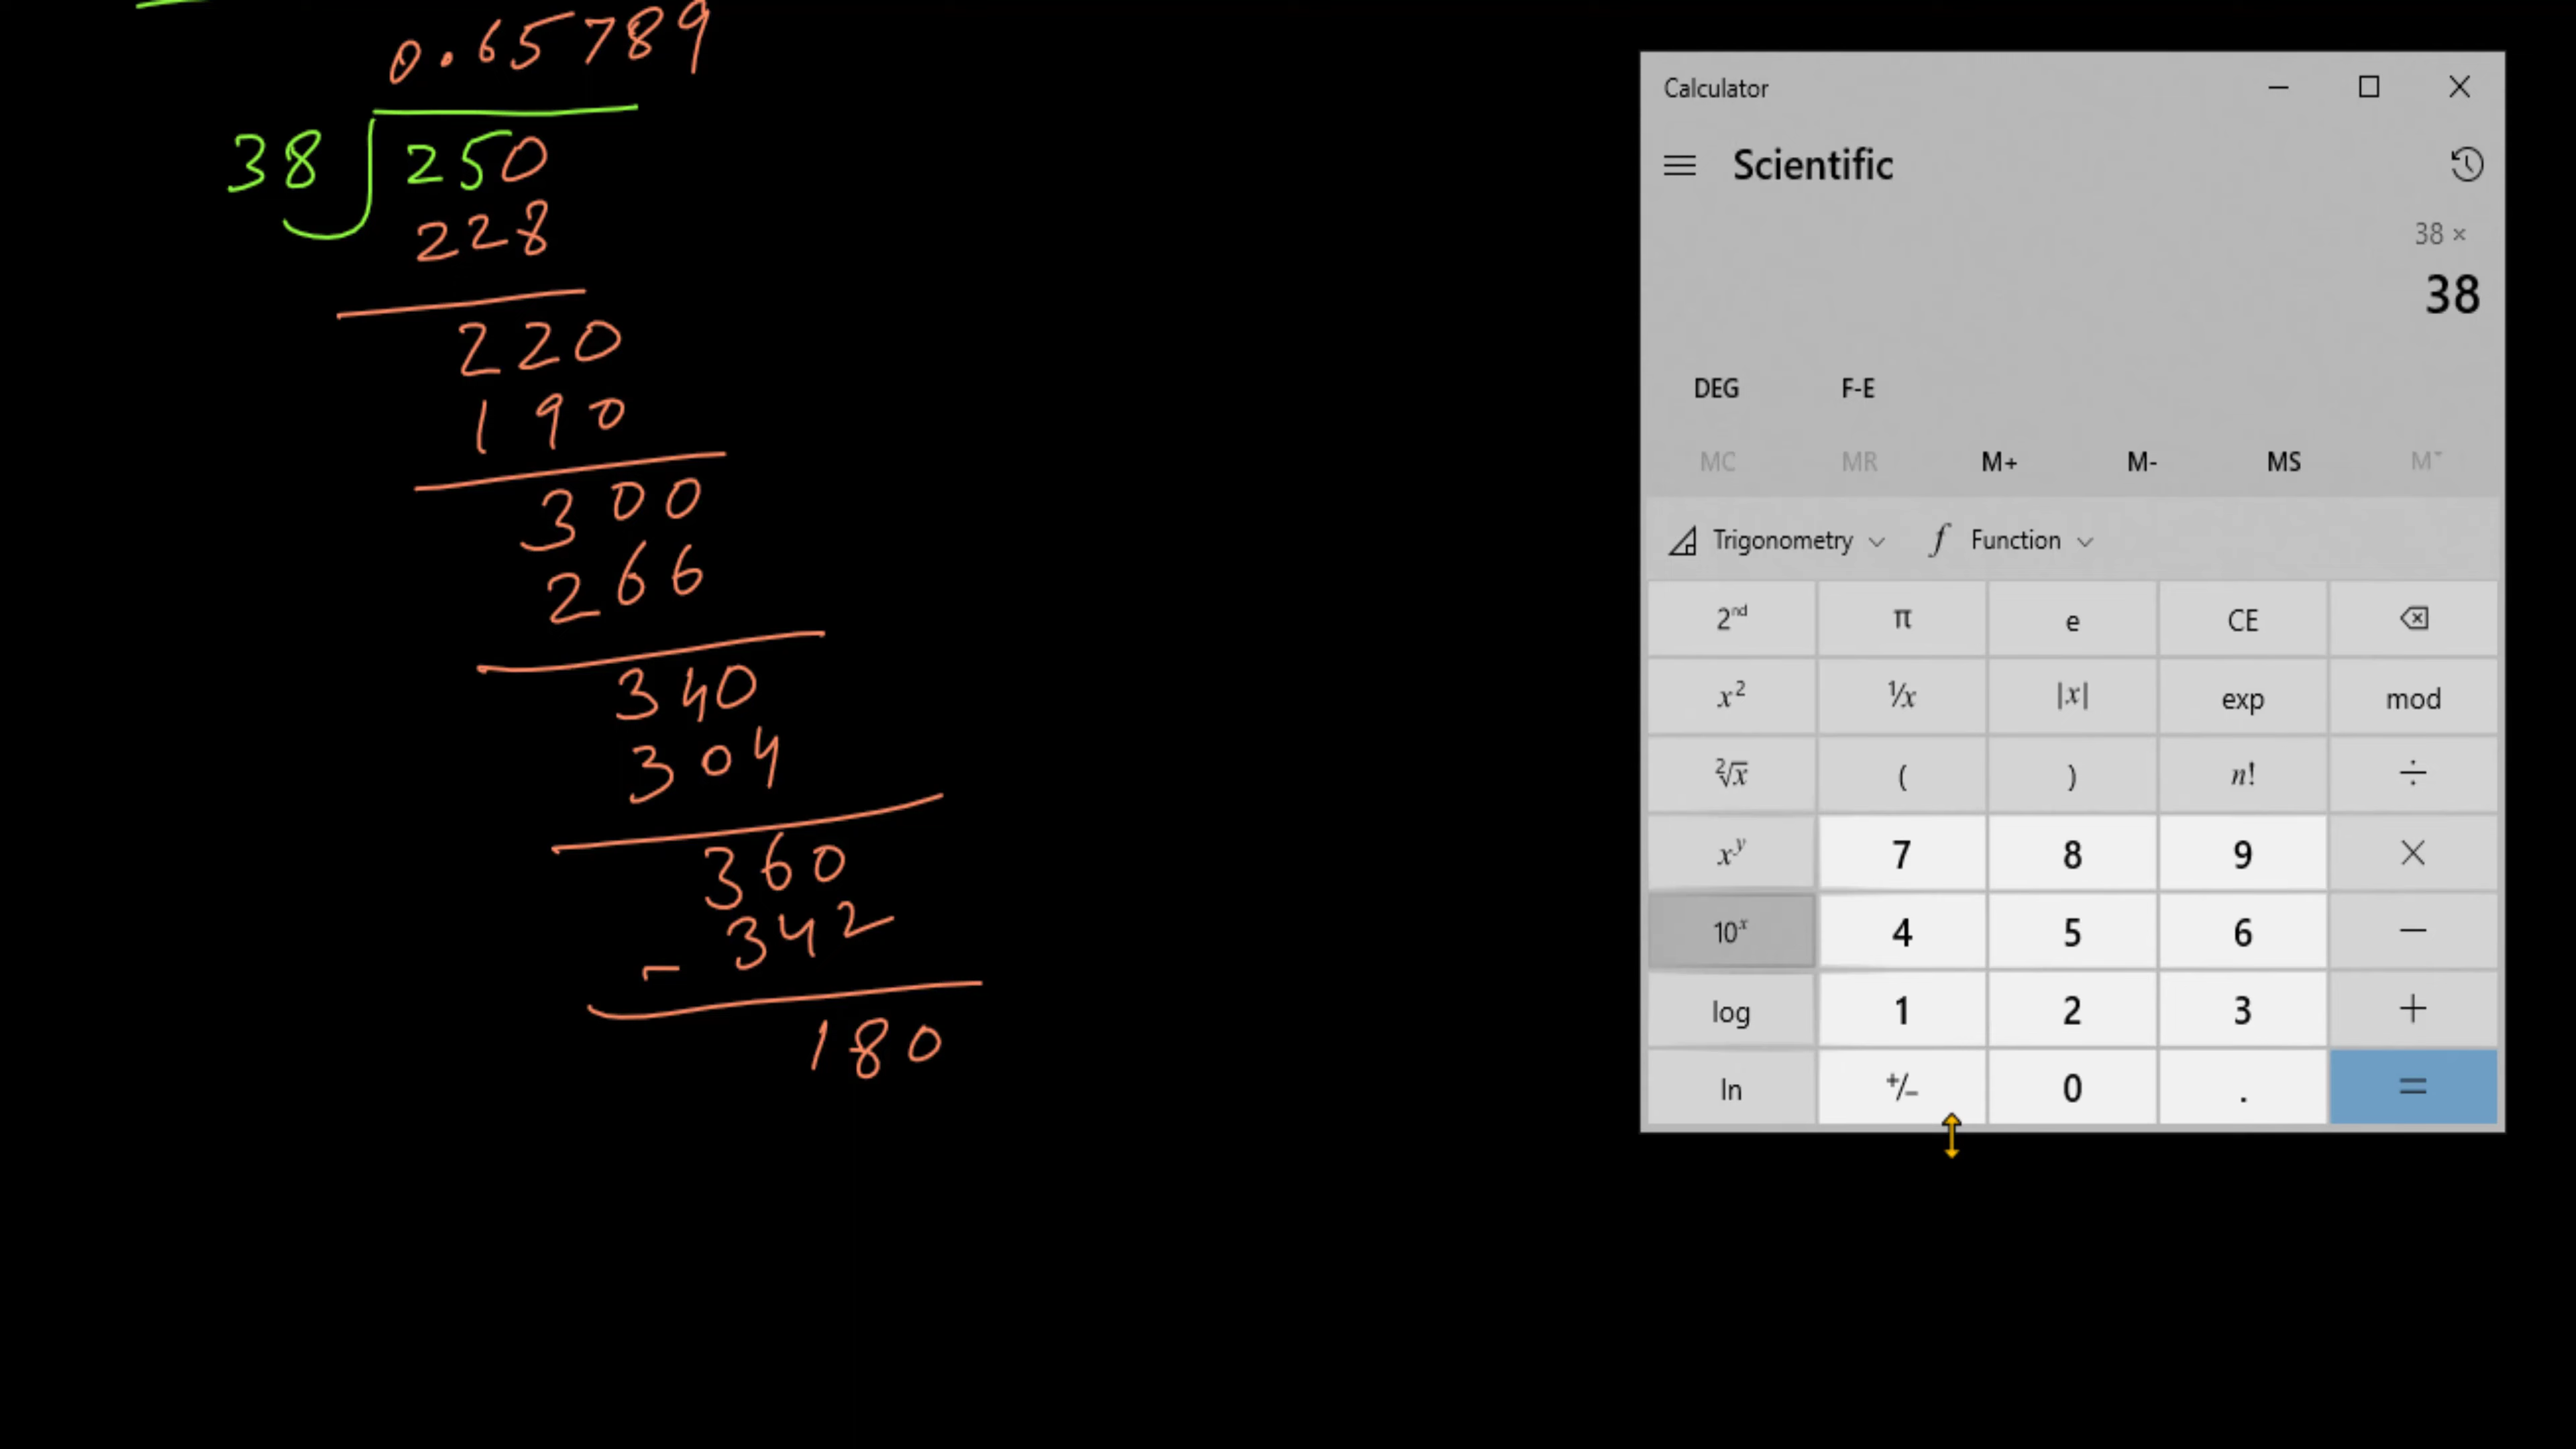 0.65789
38 250
228
220
190
300
266
340
304
360
- 342
180
Calculator
Scientific
38 ×
38
DEG F-E
MC MR M+ M- MS M˅
Trigonometry f Function
2ⁿᵈ π e CE
x² ¹/x |x| exp mod
²√x ( ) n! ÷
xʸ 7 8 9 ×
10ˣ 4 5 6 −
log 1 2 3 +
ln +/− 0 . =